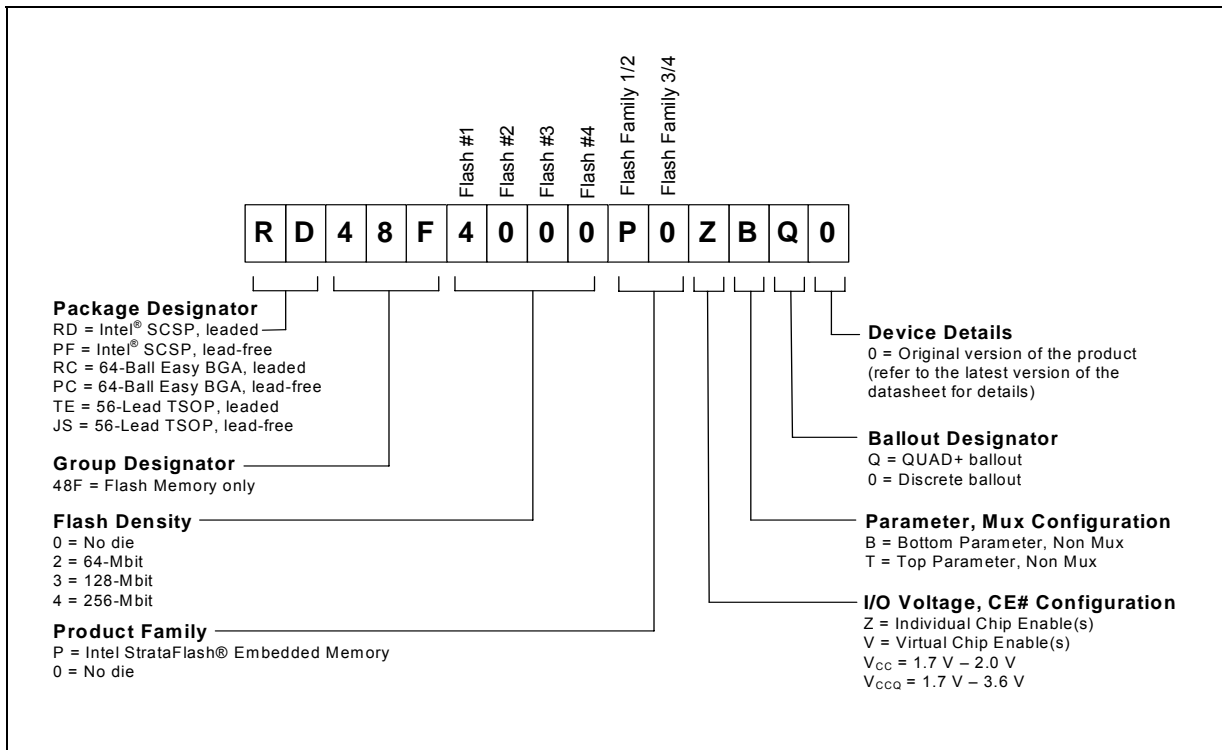 Flash #1
Flash #2
Flash #3
Flash #4
Flash Family 1/2
Flash Family 3/4
R D 4 8 F 4 0 0 0 P 0 Z B Q 0
Package Designator
RD = Intel® SCSP, leaded
PF = Intel® SCSP, lead-free
RC = 64-Ball Easy BGA, leaded
PC = 64-Ball Easy BGA, lead-free
TE = 56-Lead TSOP, leaded
JS = 56-Lead TSOP, lead-free
Group Designator
48F = Flash Memory only
Flash Density
0 = No die
2 = 64-Mbit
3 = 128-Mbit
4 = 256-Mbit
Product Family
P = Intel StrataFlash® Embedded Memory
0 = No die
Device Details
0 = Original version of the product
(refer to the latest version of the
datasheet for details)
Ballout Designator
Q = QUAD+ ballout
0 = Discrete ballout
Parameter, Mux Configuration
B = Bottom Parameter, Non Mux
T = Top Parameter, Non Mux
I/O Voltage, CE# Configuration
Z = Individual Chip Enable(s)
V = Virtual Chip Enable(s)
VCC = 1.7 V – 2.0 V
VCCQ = 1.7 V – 3.6 V